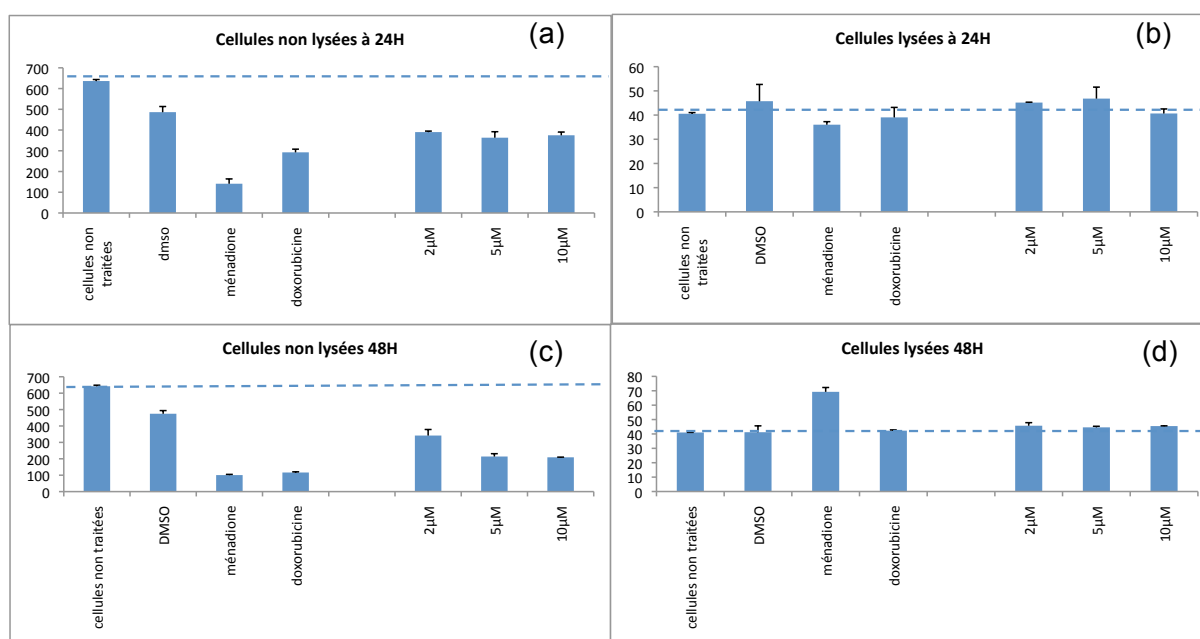 Cellules non lysées à 24H
(a)
700
600
500
400
300
200
100
0
cellules non
traitées
dmso
ménadione
doxorubicine
2µM
5µM
10µM
Cellules lysées à 24H
(b)
60
50
40
30
20
10
0
cellules non
traitées
DMSO
ménadione
doxorubicine
2µM
5µM
10µM
Cellules non lysées 48H
(c)
700
600
500
400
300
200
100
0
cellules non traitées
DMSO
ménadione
doxorubicine
2µM
5µM
10µM
Cellules lysées 48H
(d)
80
70
60
50
40
30
20
10
0
cellules non traitées
DMSO
ménadione
doxorubicine
2µM
5µM
10µM